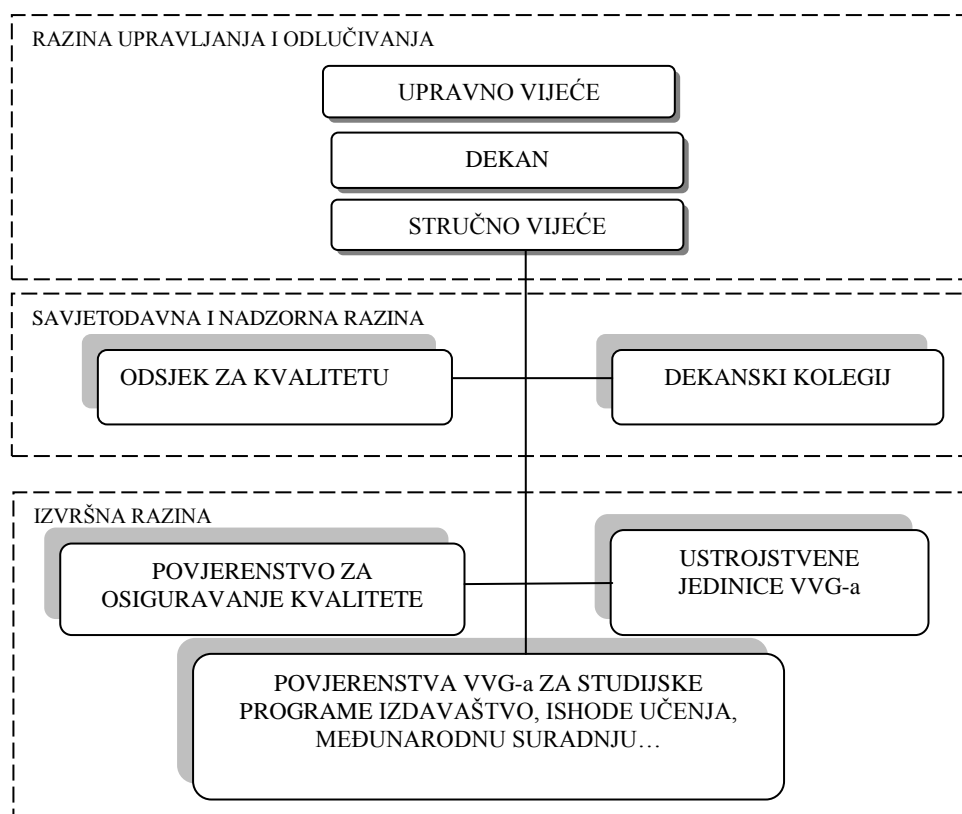 RAZINA UPRAVLJANJA I ODLUČIVANJA
UPRAVNO VIJEĆE
DEKAN
STRUČNO VIJEĆE
SAVJETODAVNA I NADZORNA RAZINA
ODSJEK ZA KVALITETU
DEKANSKI KOLEGIJ
IZVRŠNA RAZINA
POVJERENSTVO ZA
OSIGURAVANJE KVALITETE
USTROJSTVENE
JEDINICE VVG-a
POVJERENSTVA VVG-a ZA STUDIJSKE
PROGRAME IZDAVAŠTVO, ISHODE UČENJA,
MEĐUNARODNU SURADNJU…